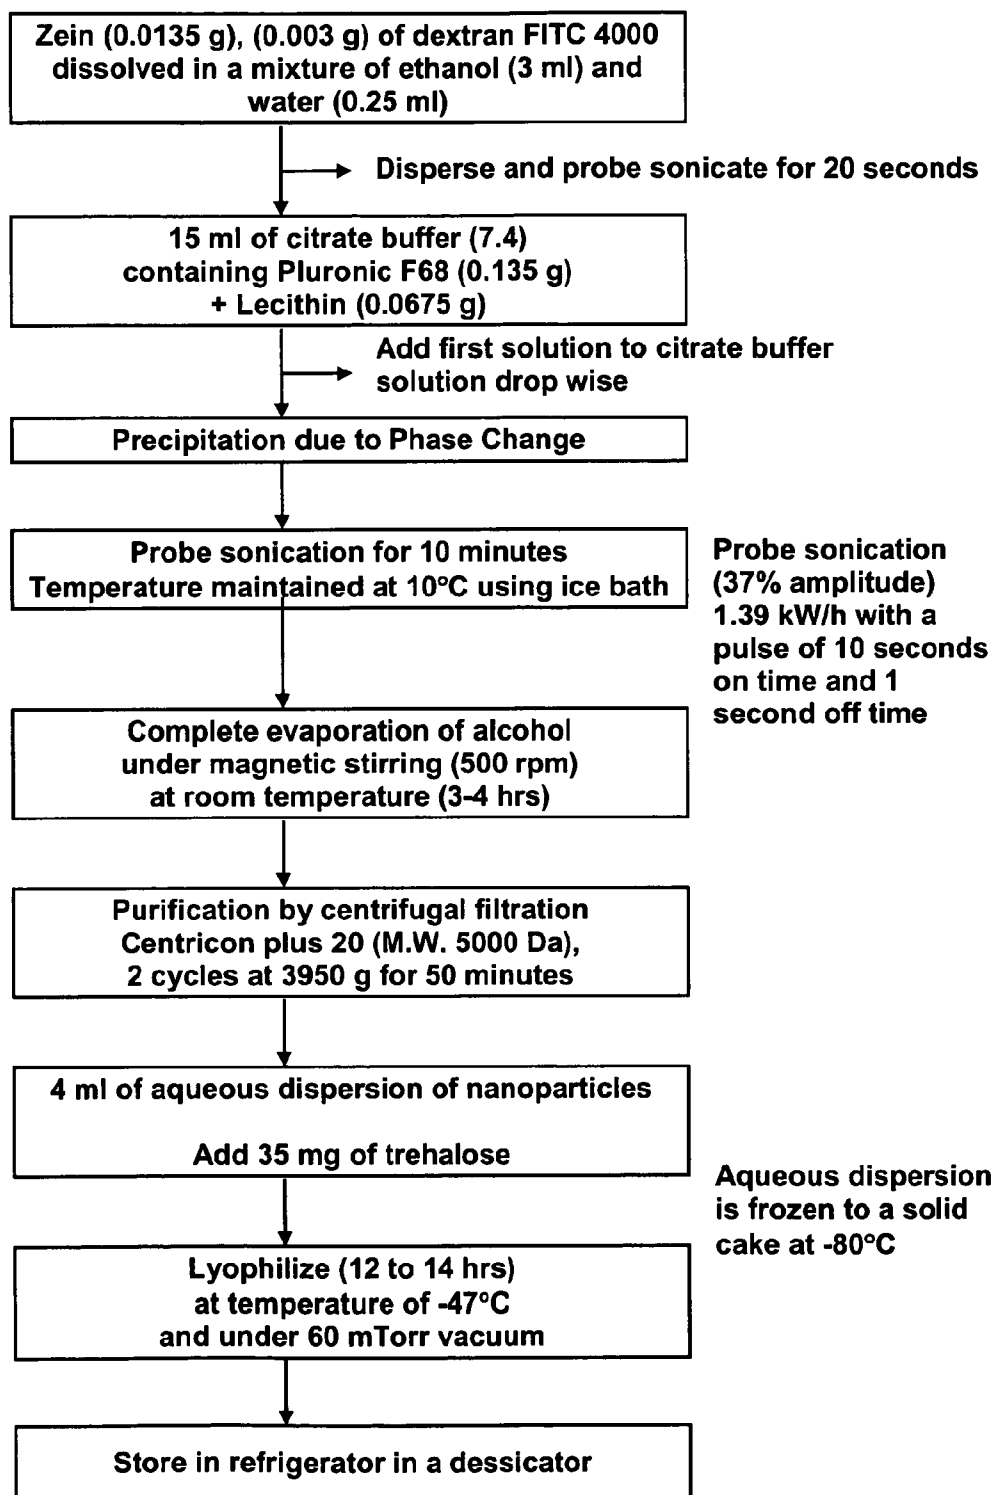 Zein (0.0135 g), (0.003 g) of dextran FITC 4000
dissolved in a mixture of ethanol (3 ml) and
water (0.25 ml)
Disperse and probe sonicate for 20 seconds
15 ml of citrate buffer (7.4)
containing Pluronic F68 (0.135 g)
+ Lecithin (0.0675 g)
Add first solution to citrate buffer
solution drop wise
Precipitation due to Phase Change
Probe sonication for 10 minutes
Temperature maintained at 10°C using ice bath
Probe sonication
(37% amplitude)
1.39 kW/h with a
pulse of 10 seconds
on time and 1
second off time
Complete evaporation of alcohol
under magnetic stirring (500 rpm)
at room temperature (3-4 hrs)
Purification by centrifugal filtration
Centricon plus 20 (M.W. 5000 Da),
2 cycles at 3950 g for 50 minutes
4 ml of aqueous dispersion of nanoparticles
Add 35 mg of trehalose
Aqueous dispersion
is frozen to a solid
cake at -80°C
Lyophilize (12 to 14 hrs)
at temperature of -47°C
and under 60 mTorr vacuum
Store in refrigerator in a dessicator